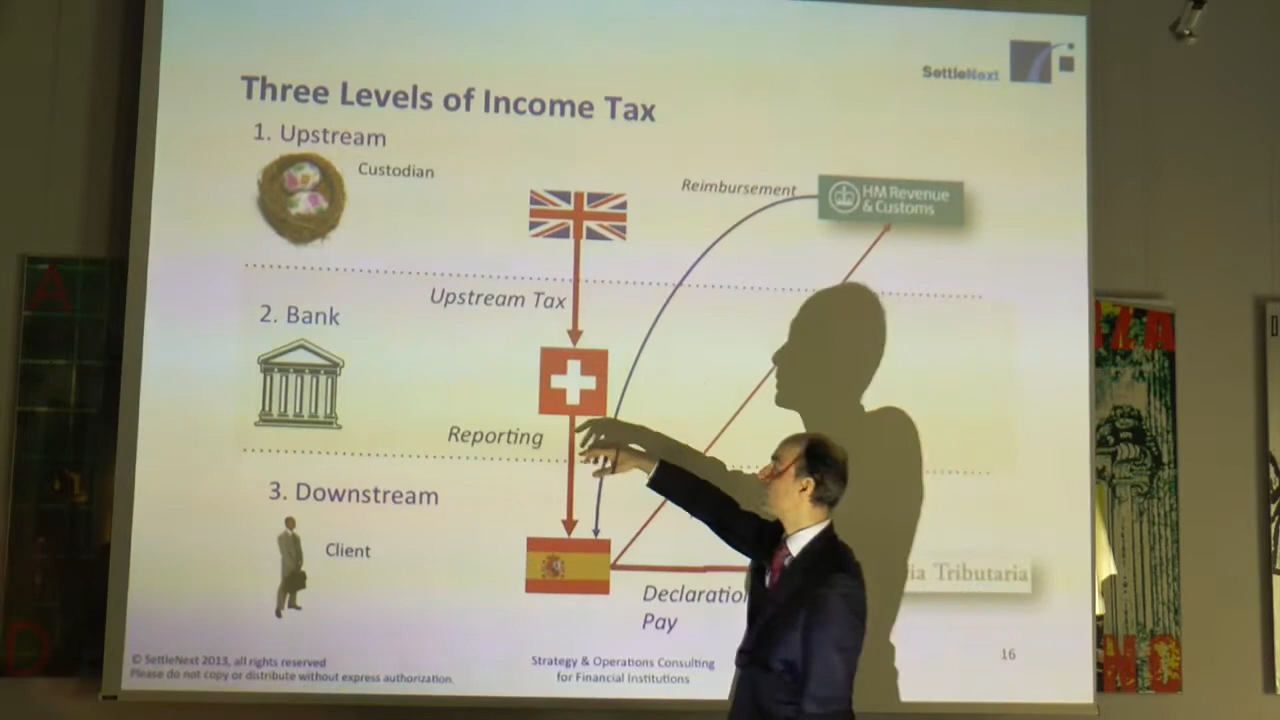 SettleNext
Three Levels of Income Tax
1. Upstream
Custodian
Reimbursement
HM Revenue
& Customs
Upstream Tax
2. Bank
Reporting
3. Downstream
Client
ia Tributaria
Declaratio
Pay
© SettleNext 2013, all rights reserved
Please do not copy or distribute without express authorization.
Strategy & Operations Consulting
for Financial Institutions
16